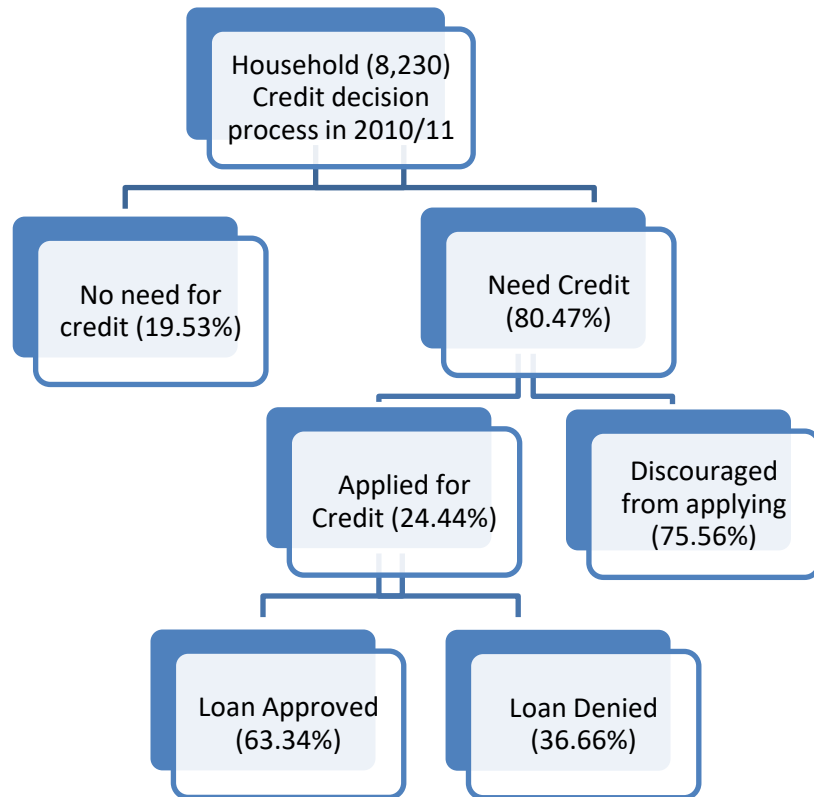 Household (8,230)
Credit decision
process in 2010/11
No need for
credit (19.53%)
Need Credit
(80.47%)
Applied for
Credit (24.44%)
Discouraged
from applying
(75.56%)
Loan Approved
(63.34%)
Loan Denied
(36.66%)